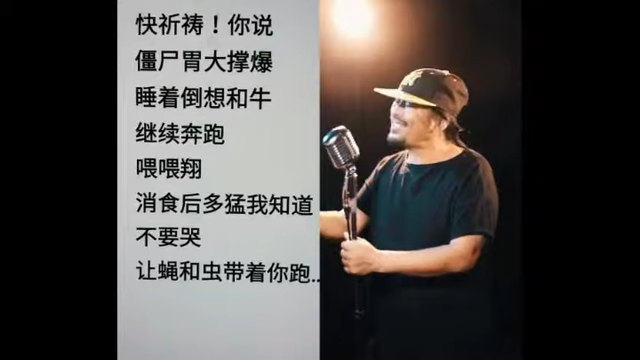 快祈祷！你说
僵尸胃大撑爆
睡着倒想和牛
继续奔跑
喂喂翔
消食后多猛我知道
不要哭
让蝇和虫带着你跑..